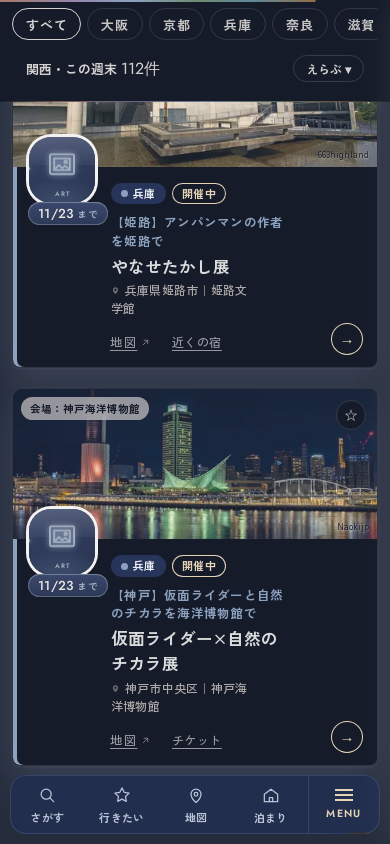 すべて 大阪 京都 兵庫 奈良 滋賀
関西・この週末 112件 えらぶ ▾
663highland
ART
11/23 まで
兵庫 開催中
【姫路】アンパンマンの作者
を姫路で
やなせたかし展
兵庫県姫路市｜姫路文
学館
地図 ↗ 近くの宿 →
会場：神戸海洋博物館 ☆
Naokijp
ART
11/23 まで
兵庫 開催中
【神戸】仮面ライダーと自然
のチカラを海洋博物館で
仮面ライダー×自然の
チカラ展
神戸市中央区｜神戸海
洋博物館
地図 ↗ チケット →
さがす 行きたい 地図 泊まり MENU